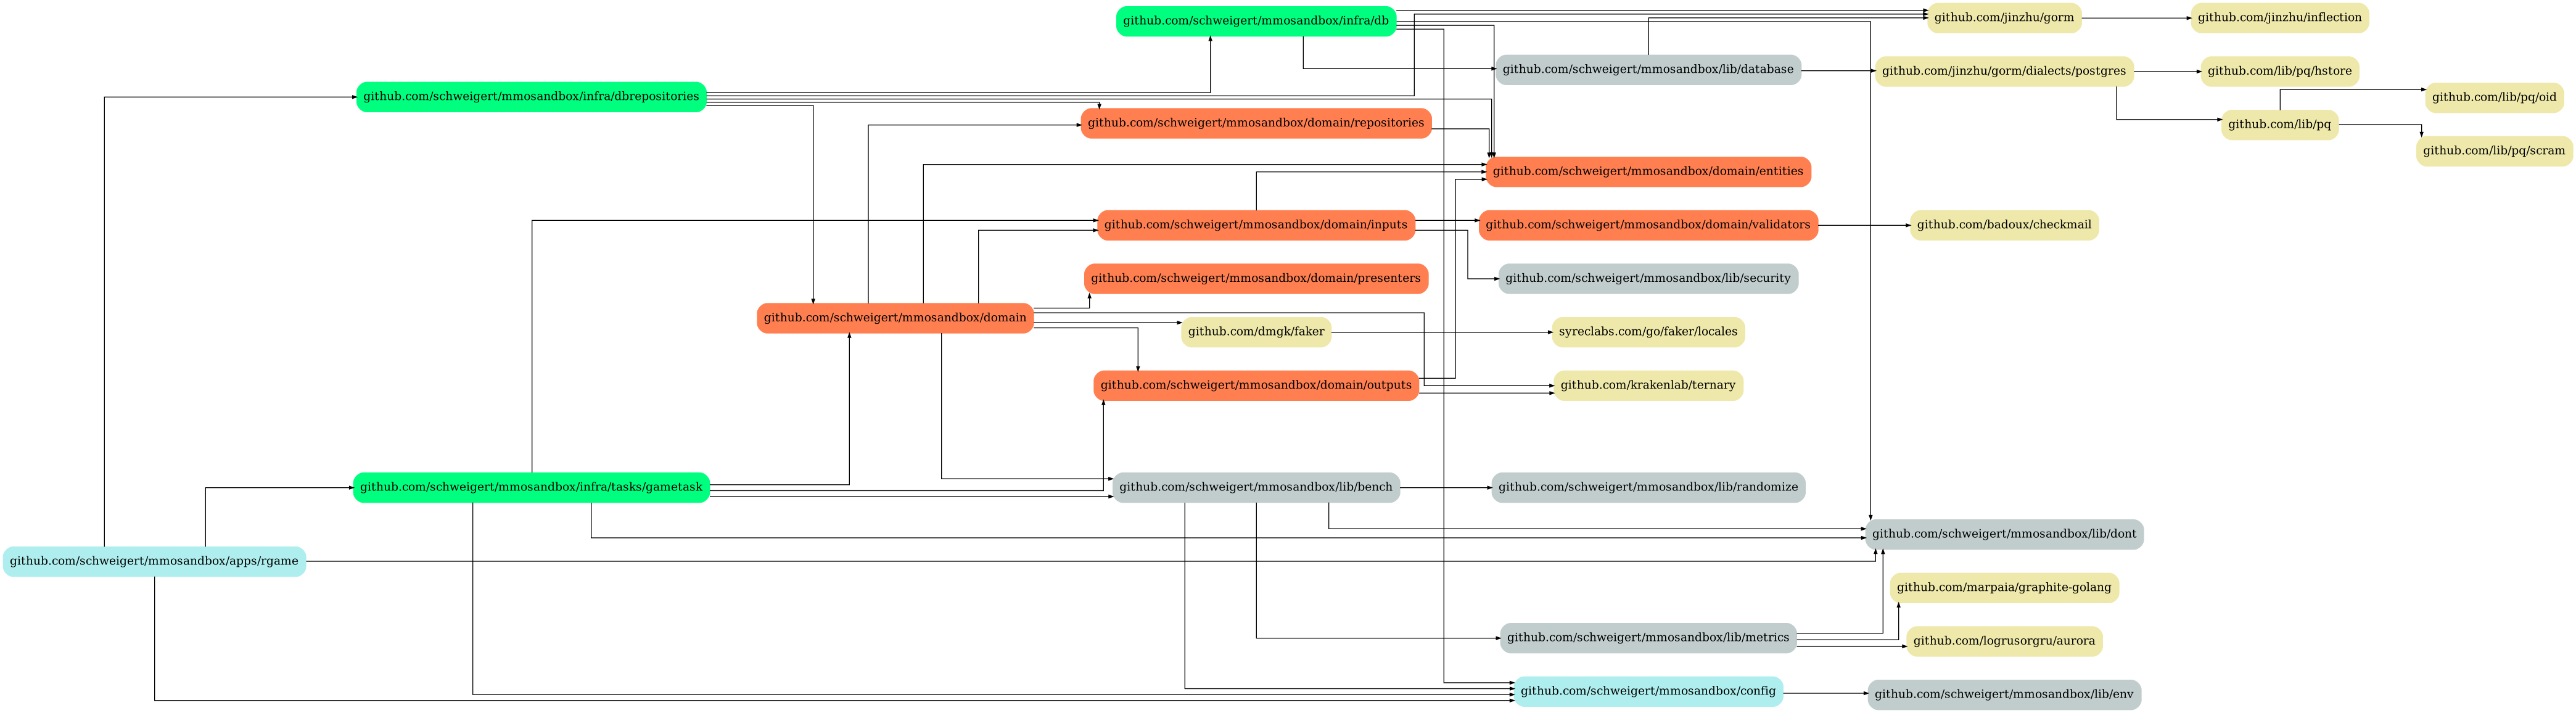 github.com/schweigert/mmosandbox/infra/db
github.com/jinzhu/gorm
github.com/jinzhu/inflection
github.com/schweigert/mmosandbox/lib/database
github.com/jinzhu/gorm/dialects/postgres
github.com/lib/pq/hstore
github.com/schweigert/mmosandbox/infra/dbrepositories
github.com/lib/pq/oid
github.com/schweigert/mmosandbox/domain/repositories
github.com/lib/pq
github.com/lib/pq/scram
github.com/schweigert/mmosandbox/domain/entities
github.com/schweigert/mmosandbox/domain/inputs
github.com/schweigert/mmosandbox/domain/validators
github.com/badoux/checkmail
github.com/schweigert/mmosandbox/domain/presenters
github.com/schweigert/mmosandbox/lib/security
github.com/schweigert/mmosandbox/domain
github.com/dmgk/faker
syreclabs.com/go/faker/locales
github.com/schweigert/mmosandbox/domain/outputs
github.com/krakenlab/ternary
github.com/schweigert/mmosandbox/infra/tasks/gametask
github.com/schweigert/mmosandbox/lib/bench
github.com/schweigert/mmosandbox/lib/randomize
github.com/schweigert/mmosandbox/lib/dont
github.com/schweigert/mmosandbox/apps/rgame
github.com/marpaia/graphite-golang
github.com/schweigert/mmosandbox/lib/metrics
github.com/logrusorgru/aurora
github.com/schweigert/mmosandbox/config
github.com/schweigert/mmosandbox/lib/env